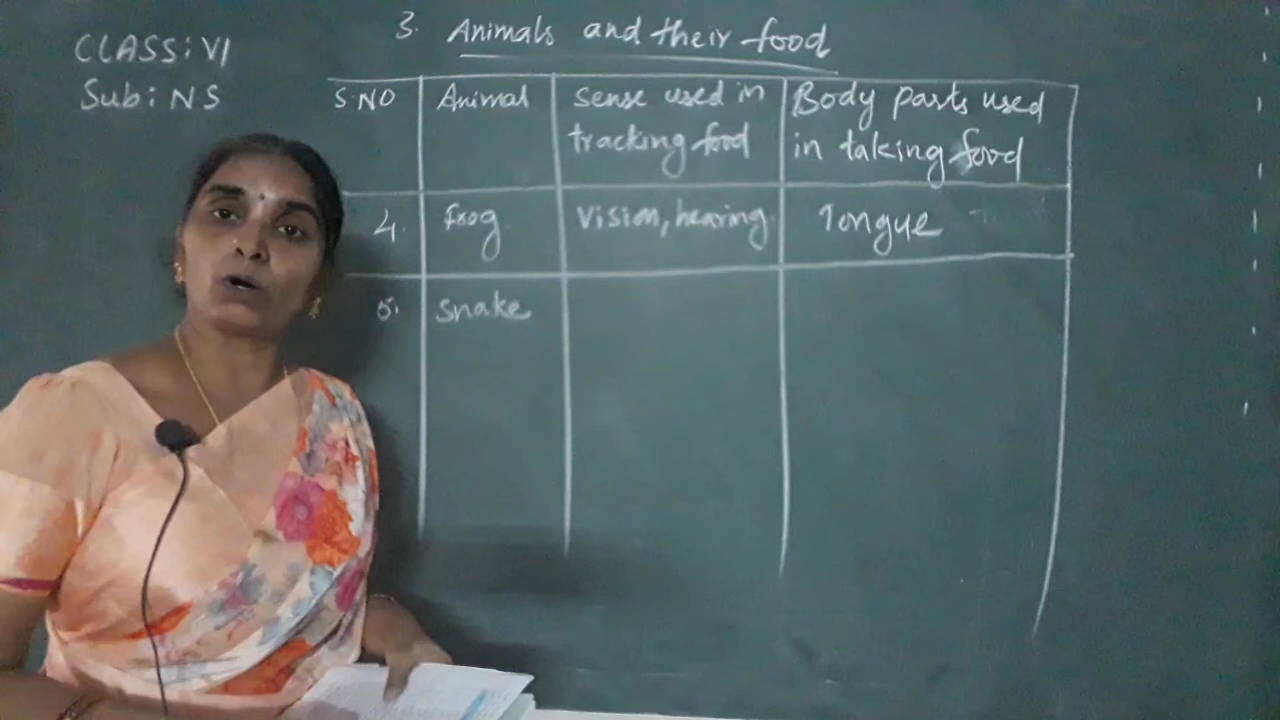 3. Animals and their food
CLASS: VI
Sub: NS
S NO Animal Sense used in tracking food Body parts used in taking food
4. frog vision, hearing. Tongue
5. snake